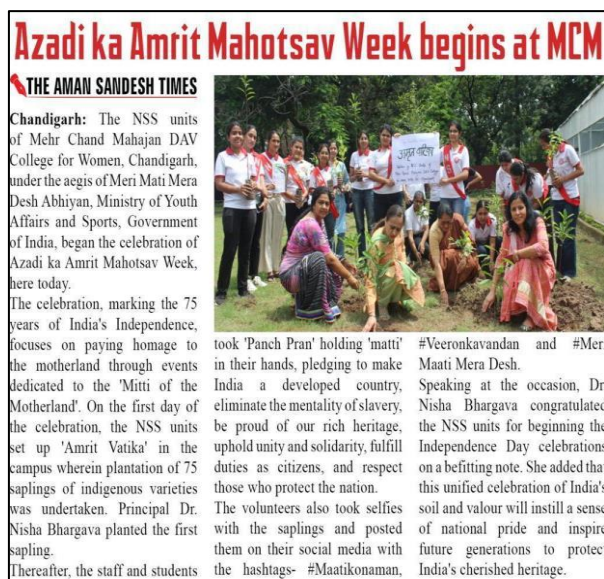 Azadi ka Amrit Mahotsav Week begins at MCM
THE AMAN SANDESH TIMES
Chandigarh: The NSS units
of Mehr Chand Mahajan DAV
College for Women, Chandigarh,
under the aegis of Meri Mati Mera
Desh Abhiyan, Ministry of Youth
Affairs and Sports, Government
of India, began the celebration of
Azadi ka Amrit Mahotsav Week,
here today.
The celebration, marking the 75
years of India's Independence,
focuses on paying homage to
the motherland through events
dedicated to the 'Mitti of the
Motherland'. On the first day of
the celebration, the NSS units
set up 'Amrit Vatika' in the
campus wherein plantation of 75
saplings of indigenous varieties
was undertaken. Principal Dr.
Nisha Bhargava planted the first
sapling.
Thereafter, the staff and students
अमृत वाटिका
took 'Panch Pran' holding 'matti'
in their hands, pledging to make
India a developed country,
eliminate the mentality of slavery,
be proud of our rich heritage,
uphold unity and solidarity, fulfill
duties as citizens, and respect
those who protect the nation.
The volunteers also took selfies
with the saplings and posted
them on their social media with
the hashtags- #Maatikonaman,
#Veeronkavandan and #Meri
Maati Mera Desh.
Speaking at the occasion, Dr.
Nisha Bhargava congratulated
the NSS units for beginning the
Independence Day celebrations
on a befitting note. She added that
this unified celebration of India's
soil and valour will instill a sense
of national pride and inspire
future generations to protect
India's cherished heritage.